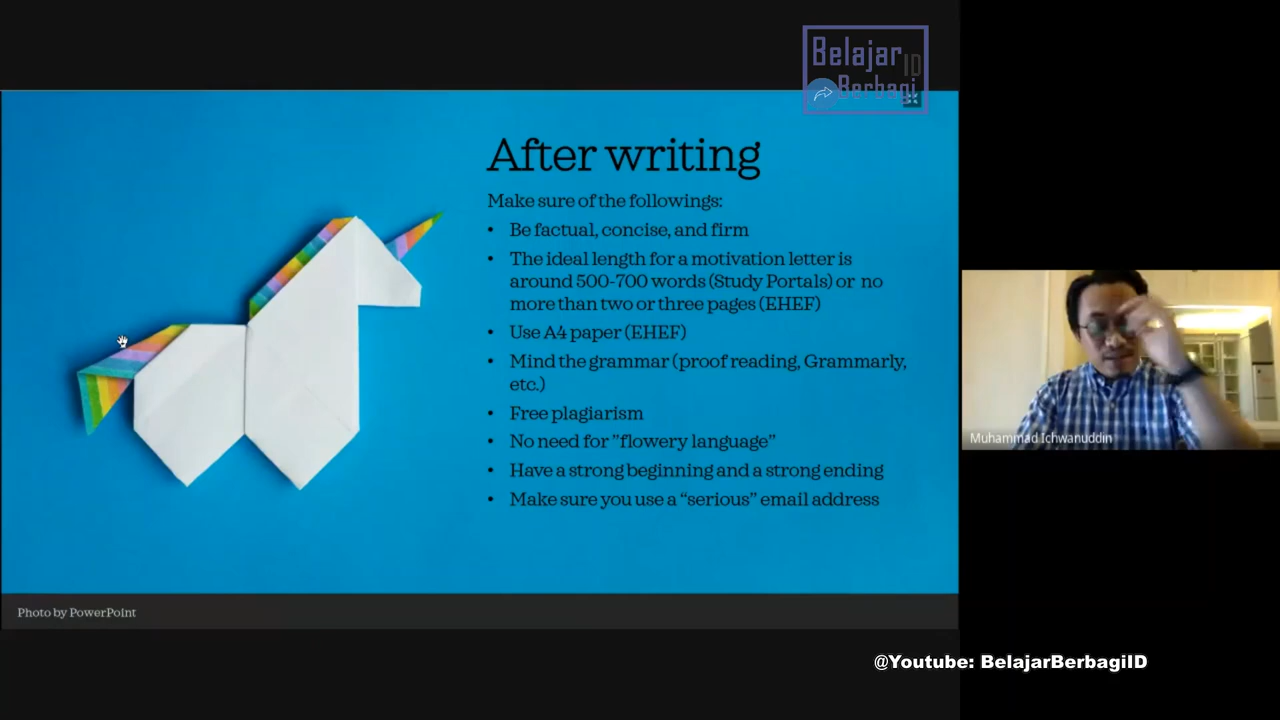 Belajar ID
Berbagi
After writing
Make sure of the followings:
• Be factual, concise, and firm
• The ideal length for a motivation letter is
around 500-700 words (Study Portals) or no
more than two or three pages (EHEF)
• Use A4 paper (EHEF)
• Mind the grammar (proof reading, Grammarly,
etc.)
• Free plagiarism
• No need for ”flowery language”
• Have a strong beginning and a strong ending
• Make sure you use a “serious” email address
Muhammad Ichwanuddin
Photo by PowerPoint
@Youtube: BelajarBerbagiID